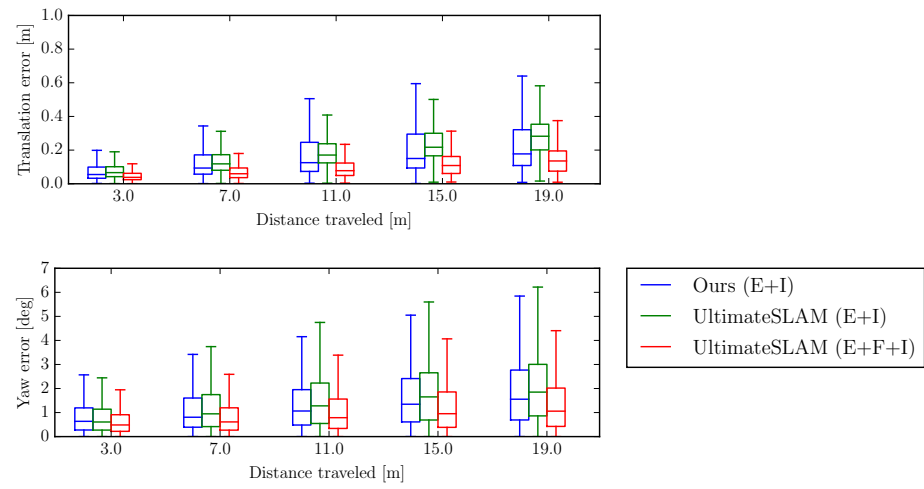 1.0
0.8
0.6
0.4
0.2
0.0
Translation error [m]
3.0 7.0 11.0 15.0 19.0
Distance traveled [m]
7
6
5
4
3
2
1
0
Yaw error [deg]
3.0 7.0 11.0 15.0 19.0
Distance traveled [m]
Ours (E+I)
UltimateSLAM (E+I)
UltimateSLAM (E+F+I)